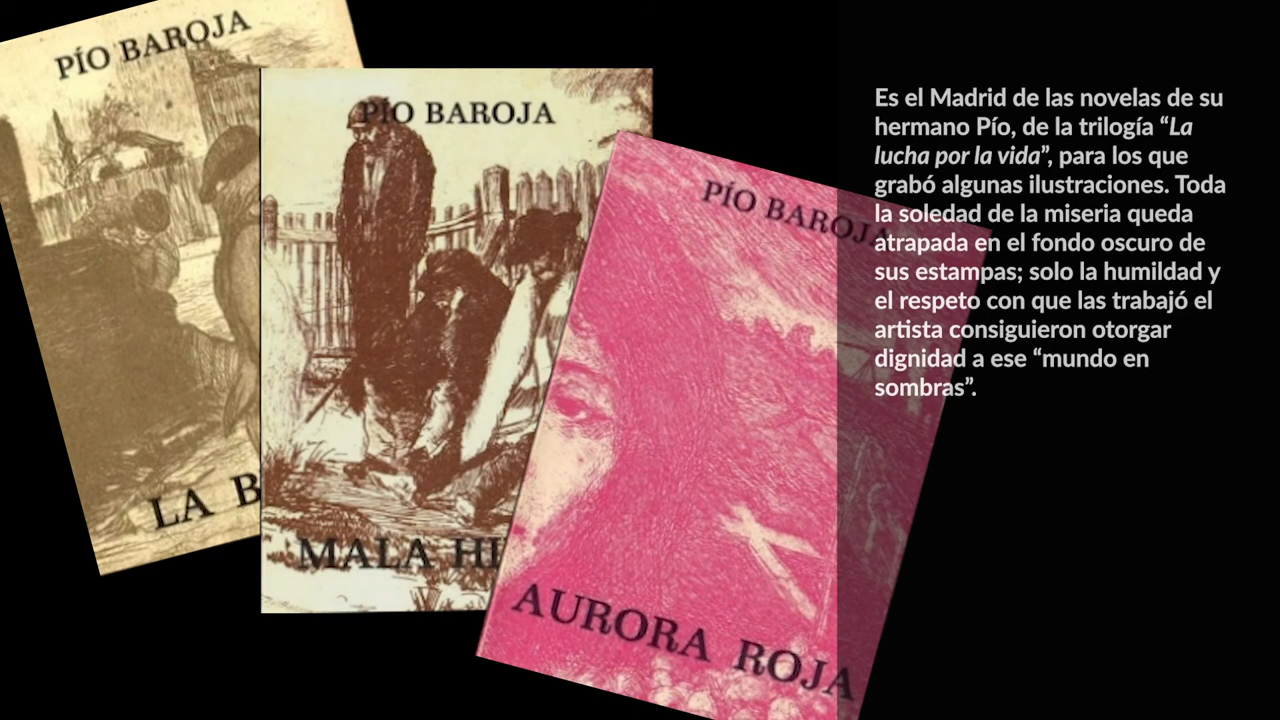 PÍO BAROJA
LA B
PÍO BAROJA
MALA HI
PÍO BAROJA
AURORA ROJA
Es el Madrid de las novelas de su
hermano Pío, de la trilogía “La
lucha por la vida”, para los que
grabó algunas ilustraciones. Toda
la soledad de la miseria queda
atrapada en el fondo oscuro de
sus estampas; solo la humildad y
el respeto con que las trabajó el
artista consiguieron otorgar
dignidad a ese “mundo en
sombras”.